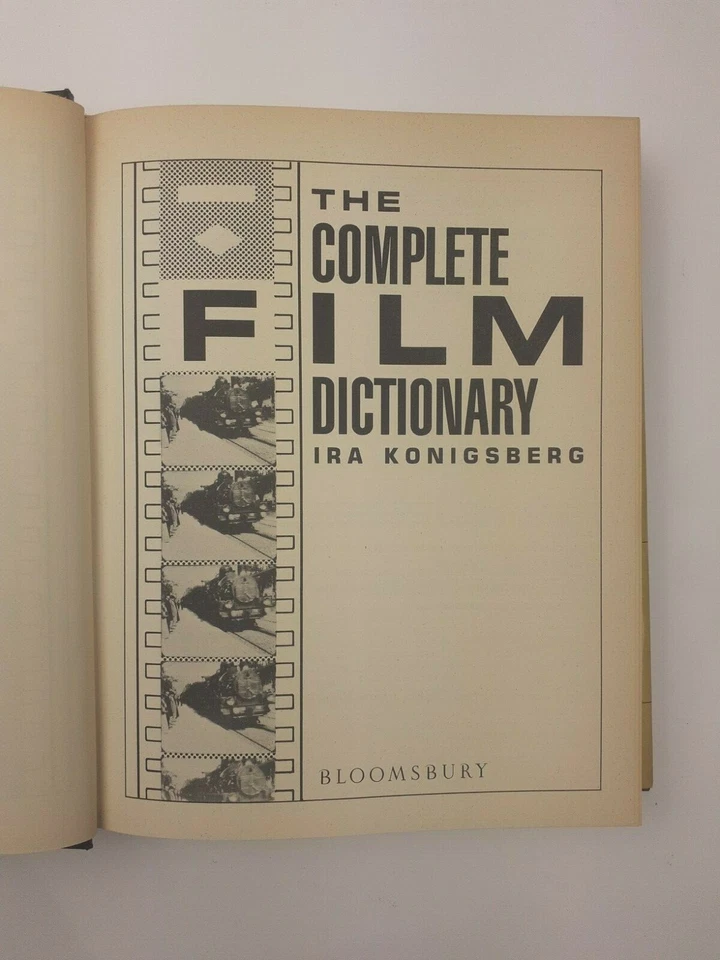 THE
COMPLETE
FILM
DICTIONARY
IRA KONIGSBERG
BLOOMSBURY